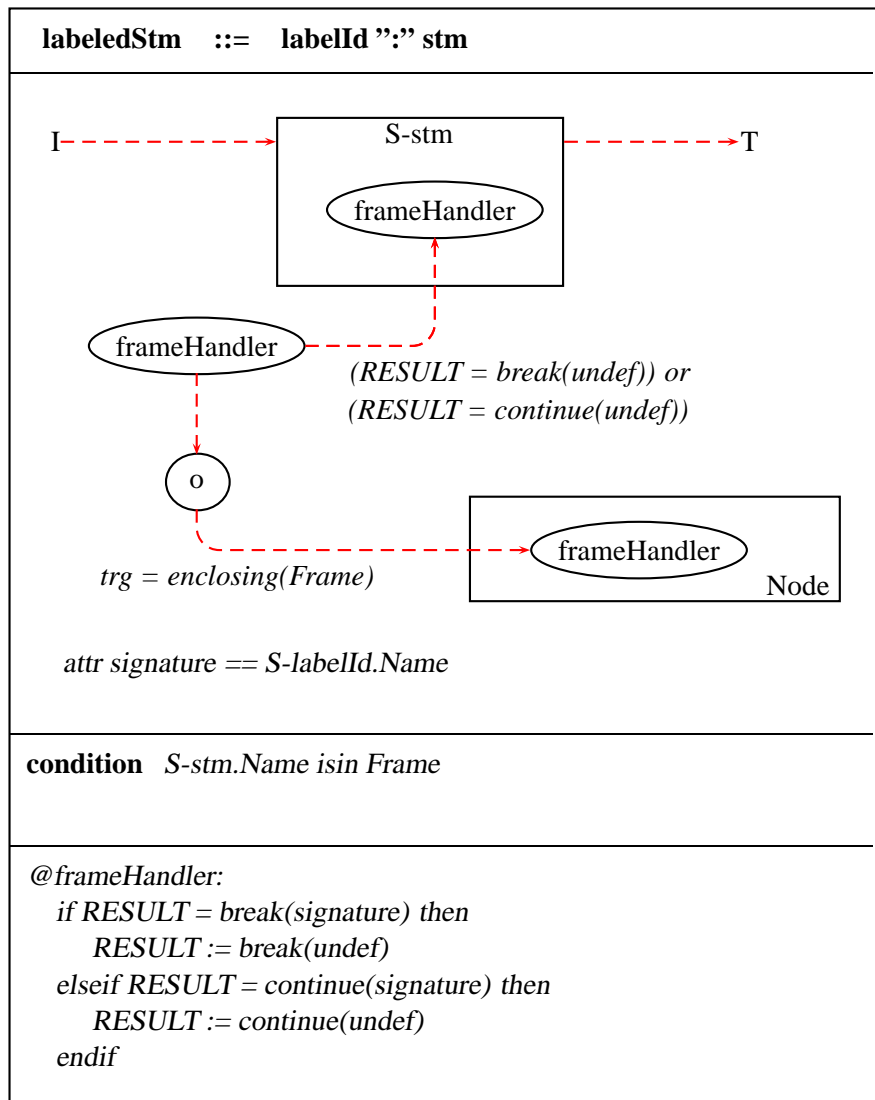 labeledStm ::= labelId ”:” stm
S-stm
I
T
frameHandler
frameHandler
(RESULT = break(undef)) or
(RESULT = continue(undef))
o
frameHandler
trg = enclosing(Frame)
Node
attr signature == S-labelId.Name
condition S-stm.Name isin Frame
@frameHandler:
if RESULT = break(signature) then
RESULT := break(undef)
elseif RESULT = continue(signature) then
RESULT := continue(undef)
endif